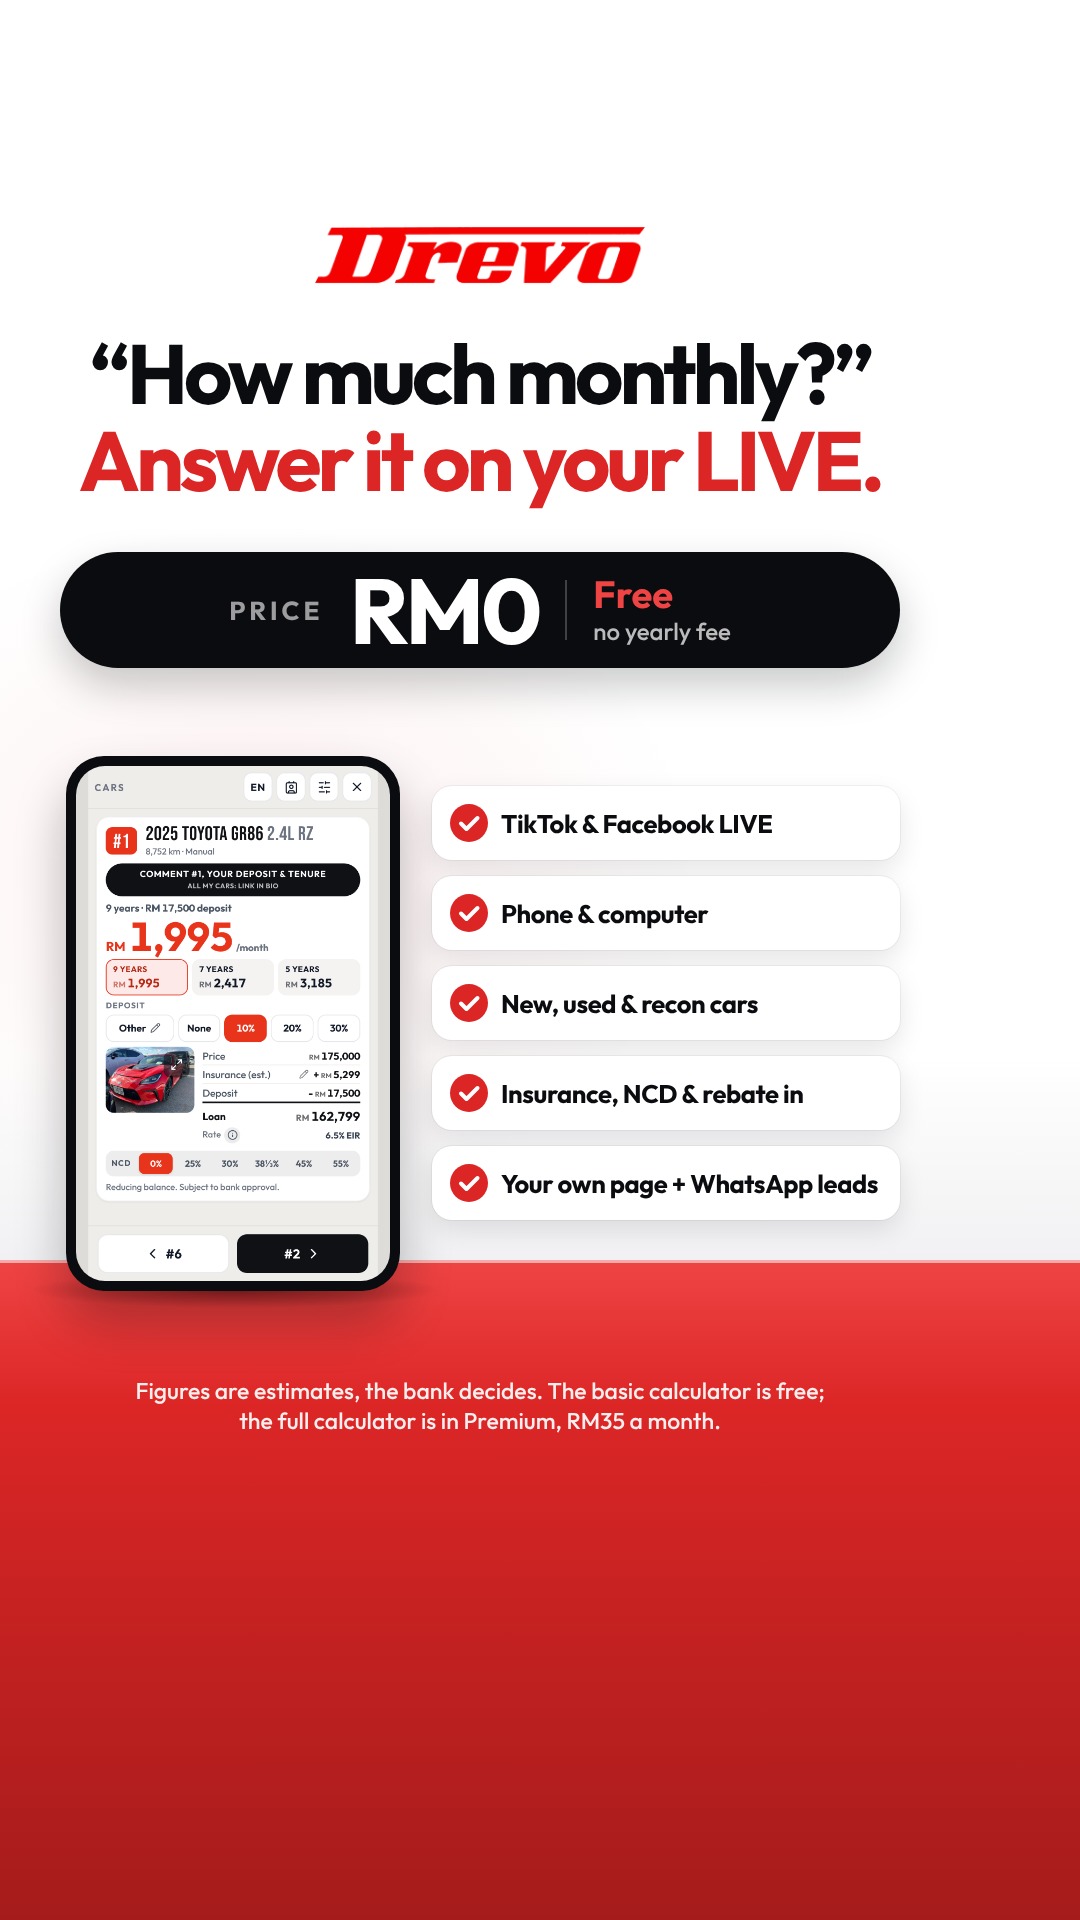 Drevo
“How much monthly?”
Answer it on your LIVE.
PRICE RM0 Free
no yearly fee
CARS EN
#1 2025 TOYOTA GR86 2.4L RZ
8,752 km · Manual
COMMENT #1, YOUR DEPOSIT & TENURE
ALL MY CARS: LINK IN BIO
9 years · RM 17,500 deposit
RM 1,995 /month
9 YEARS 7 YEARS 5 YEARS
RM 1,995 RM 2,417 RM 3,185
DEPOSIT
Other None 10% 20% 30%
Price RM 175,000
Insurance (est.) + RM 5,299
Deposit - RM 17,500
Loan RM 162,799
Rate 6.5% EIR
NCD 0% 25% 30% 38⅓% 45% 55%
Reducing balance. Subject to bank approval.
#6 #2
TikTok & Facebook LIVE
Phone & computer
New, used & recon cars
Insurance, NCD & rebate in
Your own page + WhatsApp leads
Figures are estimates, the bank decides. The basic calculator is free;
the full calculator is in Premium, RM35 a month.